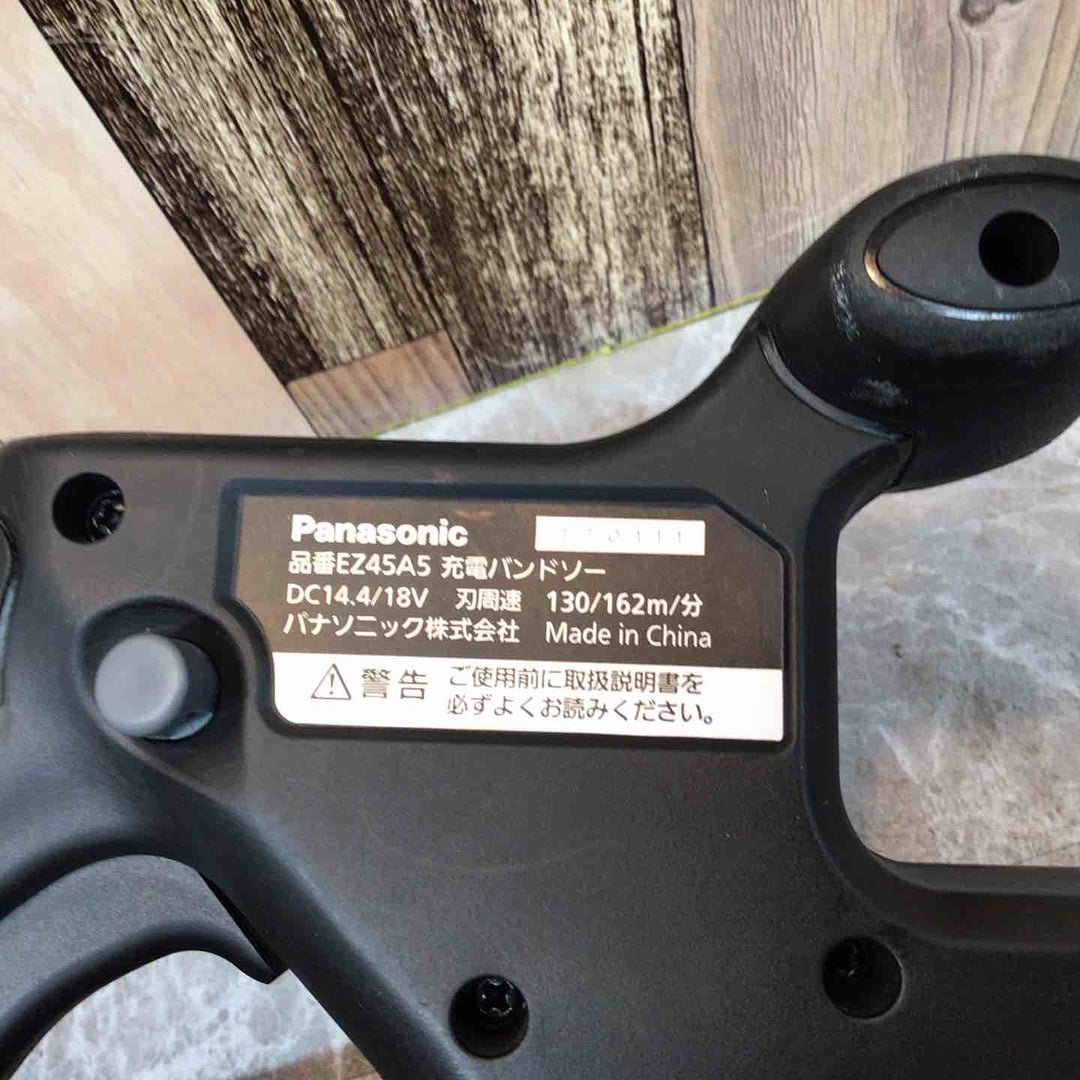 Panasonic
品番EZ45A5 充電バンドソー
DC14.4/18V 刃周速 130/162m/分
パナソニック株式会社 Made in China
⚠警告 ご使用前に取扱説明書を
必ずよくお読みください。